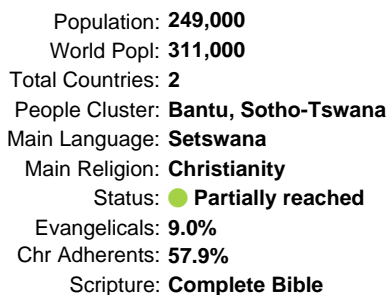 Population: 249,000
World Popl: 311,000
Total Countries: 2
People Cluster: Bantu, Sotho-Tswana
Main Language: Setswana
Main Religion: Christianity
Status: Partially reached
Evangelicals: 9.0%
Chr Adherents: 57.9%
Scripture: Complete Bible